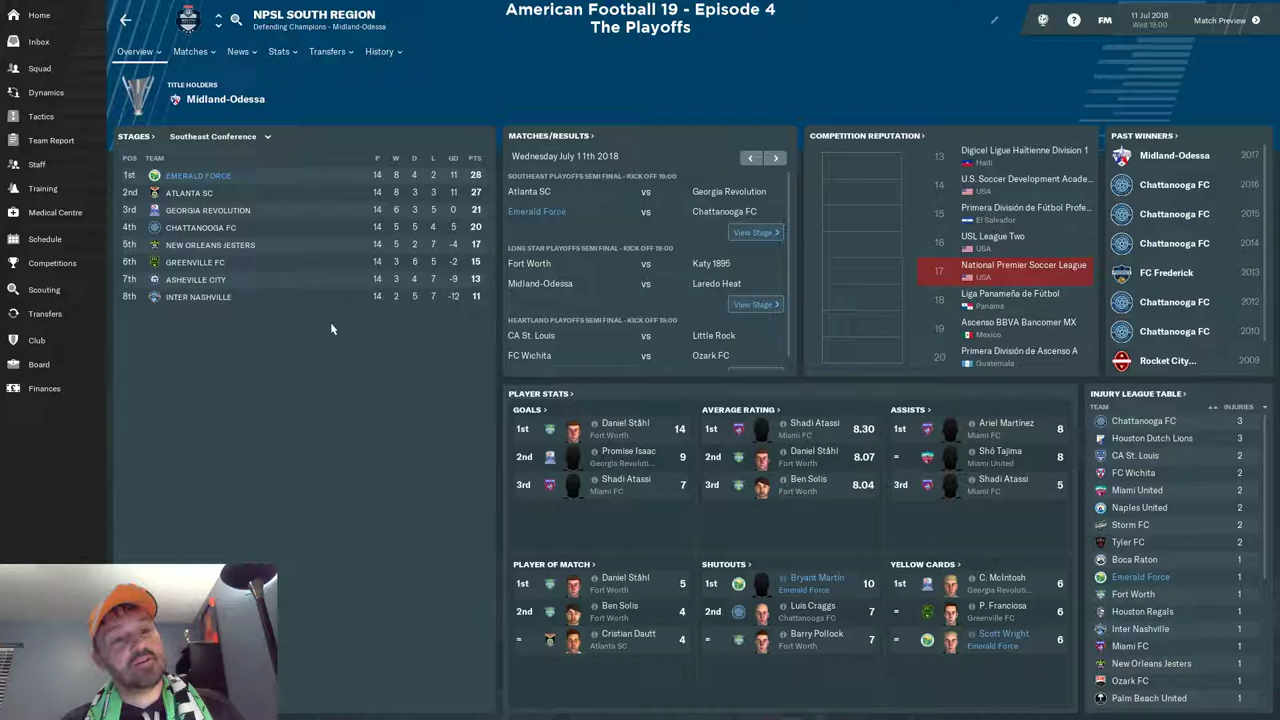 American Football 19 - Episode 4
The Playoffs
NPSL SOUTH REGION
Defending Champions - Midland-Odessa
FM
11 Jul 2018
Wed 19:00
Match Preview
Home
Inbox
Squad
Dynamics
Tactics
Team Report
Staff
Training
Medical Centre
Schedule
Competitions
Scouting
Transfers
Club
Board
Finances
Overview
Matches
News
Stats
Transfers
History
TITLE HOLDERS
Midland-Odessa
STAGES
Southeast Conference
POS TEAM P W D L GD PTS
1st EMERALD FORCE 14 8 4 2 11 28
2nd ATLANTA SC 14 8 3 3 11 27
3rd GEORGIA REVOLUTION 14 6 3 5 0 21
4th CHATTANOOGA FC 14 5 5 4 5 20
5th NEW ORLEANS JESTERS 14 5 2 7 -4 17
6th GREENVILLE FC 14 3 6 5 -2 15
7th ASHEVILLE CITY 14 3 4 7 -9 13
8th INTER NASHVILLE 14 2 5 7 -12 11
MATCHES/RESULTS
Wednesday July 11th 2018
SOUTHEAST PLAYOFFS SEMI FINAL - KICK OFF 19:00
Atlanta SC vs Georgia Revolution
Emerald Force vs Chattanooga FC
View Stage
LONE STAR PLAYOFFS SEMI FINAL - KICK OFF 19:00
Fort Worth vs Katy 1895
Midland-Odessa vs Laredo Heat
View Stage
HEARTLAND PLAYOFFS SEMI FINAL - KICK OFF 19:00
CA St. Louis vs Little Rock
FC Wichita vs Ozark FC
COMPETITION REPUTATION
13 Digicel Ligue Haïtienne Division 1
Haiti
14 U.S. Soccer Development Acade...
USA
15 Primera División de Fútbol Profe...
El Salvador
16 USL League Two
USA
17 National Premier Soccer League
USA
18 Liga Panameña de Fútbol
Panama
19 Ascenso BBVA Bancomer MX
Mexico
20 Primera División de Ascenso A
Guatemala
PAST WINNERS
Midland-Odessa 2017
Chattanooga FC 2016
Chattanooga FC 2015
Chattanooga FC 2014
FC Frederick 2013
Chattanooga FC 2012
Chattanooga FC 2010
Rocket City... 2009
PLAYER STATS
GOALS
1st Daniel Ståhl 14
Fort Worth
2nd Promise Isaac 9
Georgia Revoluti...
3rd Shadi Atassi 7
Miami FC
AVERAGE RATING
1st Shadi Atassi 8.30
Miami FC
2nd Daniel Ståhl 8.07
Fort Worth
3rd Ben Solis 8.04
Fort Worth
ASSISTS
1st Ariel Martínez 8
Miami FC
= Shó Tajima 8
Miami United
3rd Shadi Atassi 5
Miami FC
PLAYER OF MATCH
1st Daniel Ståhl 5
Fort Worth
2nd Ben Solis 4
Fort Worth
= Cristian Dautt 4
Atlanta SC
SHUTOUTS
1st Bryant Martin 10
Emerald Force
2nd Luis Craggs 7
Chattanooga FC
= Barry Pollock 7
Fort Worth
YELLOW CARDS
1st C. McIntosh 6
Georgia Revoluti...
= P. Franciosa 6
Greenville FC
= Scott Wright 6
Emerald Force
INJURY LEAGUE TABLE
TEAM INJURIES
Chattanooga FC 3
Houston Dutch Lions 3
CA St. Louis 2
FC Wichita 2
Miami United 2
Naples United 2
Storm FC 2
Tyler FC 2
Boca Raton 1
Emerald Force 1
Fort Worth 1
Houston Regals 1
Inter Nashville 1
Miami FC 1
New Orleans Jesters 1
Ozark FC 1
Palm Beach United 1